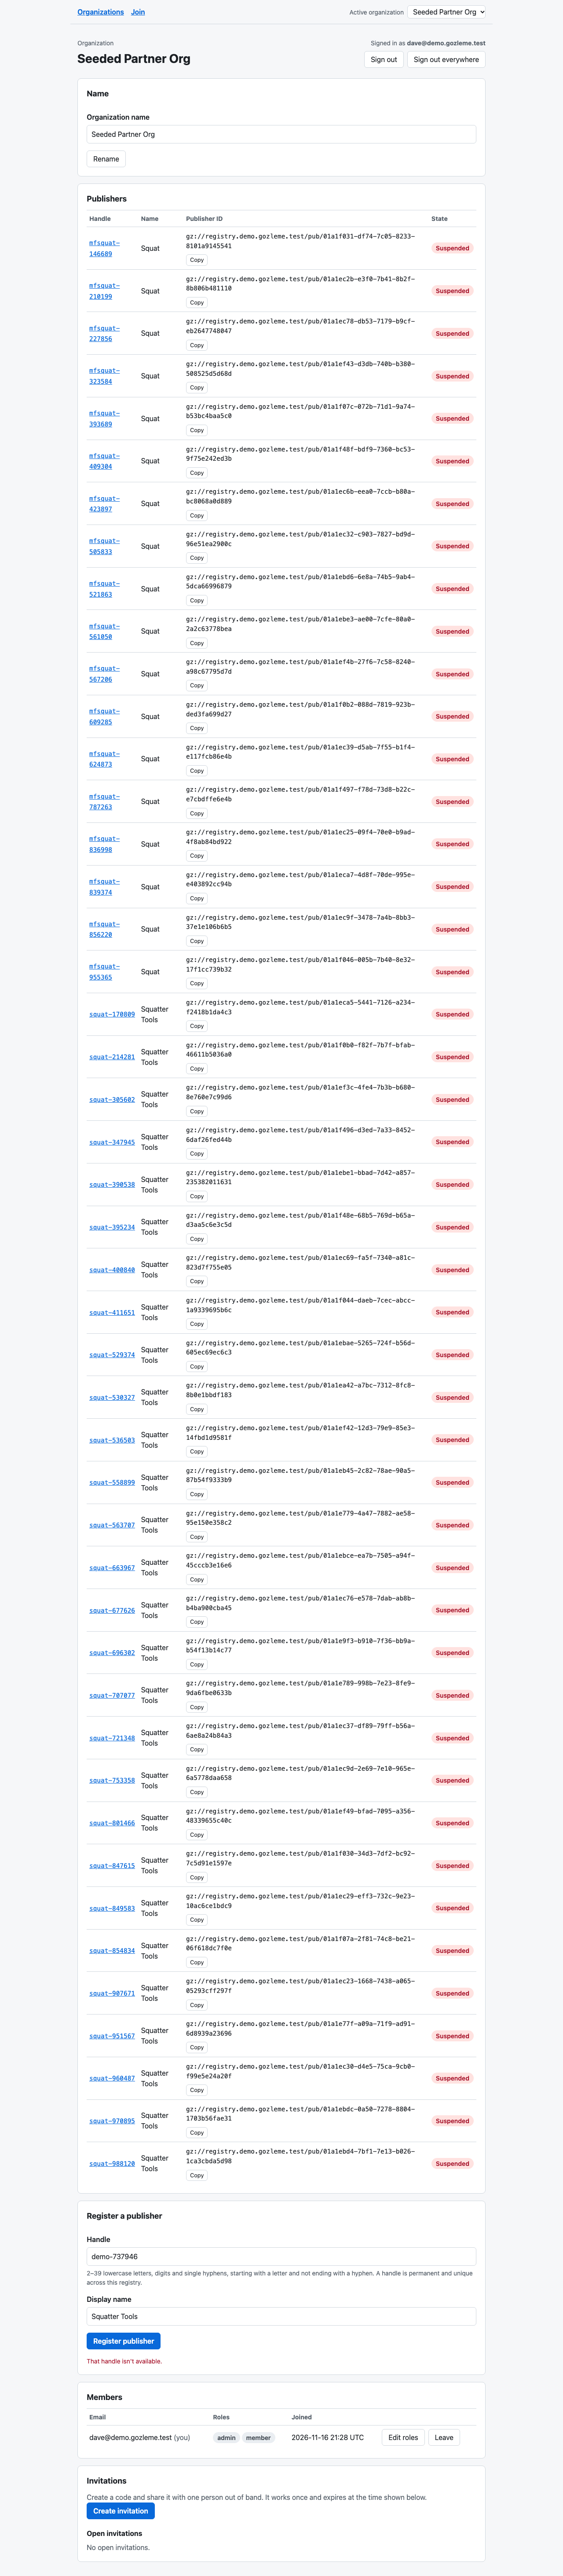 Organizations Join Active organization Seeded Partner Org
Organization Signed in as dave@demo.gozleme.test
Seeded Partner Org Sign out Sign out everywhere
Name
Organization name
Seeded Partner Org
Rename
Publishers
Handle Name Publisher ID State
mfsquat-146689 Squat gz://registry.demo.gozleme.test/pub/01a1f031-df74-7c05-8233-8101a9145541 Copy Suspended
mfsquat-210199 Squat gz://registry.demo.gozleme.test/pub/01a1ec2b-e3f0-7b41-8b2f-8b806b481110 Copy Suspended
mfsquat-227856 Squat gz://registry.demo.gozleme.test/pub/01a1ec78-db53-7179-b9cf-eb2647748047 Copy Suspended
mfsquat-323584 Squat gz://registry.demo.gozleme.test/pub/01a1ef43-d3db-740b-b380-508525d5d68d Copy Suspended
mfsquat-393689 Squat gz://registry.demo.gozleme.test/pub/01a1f07c-072b-71d1-9a74-b53bc4baa5c0 Copy Suspended
mfsquat-409304 Squat gz://registry.demo.gozleme.test/pub/01a1f48f-bdf9-7360-bc53-9f75e242ed3b Copy Suspended
mfsquat-423897 Squat gz://registry.demo.gozleme.test/pub/01a1ec6b-eea0-7ccb-b80a-bc8068a0d889 Copy Suspended
mfsquat-505833 Squat gz://registry.demo.gozleme.test/pub/01a1ec32-c903-7827-bd9d-96e51ea2900c Copy Suspended
mfsquat-521863 Squat gz://registry.demo.gozleme.test/pub/01a1ebd6-6e8a-74b5-9ab4-5dca66996879 Copy Suspended
mfsquat-561050 Squat gz://registry.demo.gozleme.test/pub/01a1ebe3-ae00-7cfe-80a0-2a2c63778bea Copy Suspended
mfsquat-567206 Squat gz://registry.demo.gozleme.test/pub/01a1ef4b-27f6-7c58-8240-a98c67795d7d Copy Suspended
mfsquat-609285 Squat gz://registry.demo.gozleme.test/pub/01a1f0b2-088d-7819-923b-ded3fa699d27 Copy Suspended
mfsquat-624873 Squat gz://registry.demo.gozleme.test/pub/01a1ec39-d5ab-7f55-b1f4-e117fcb86e4b Copy Suspended
mfsquat-787263 Squat gz://registry.demo.gozleme.test/pub/01a1f497-f78d-73d8-b22c-e7cbdffe6e4b Copy Suspended
mfsquat-836998 Squat gz://registry.demo.gozleme.test/pub/01a1ec25-09f4-70e0-b9ad-4f8ab84bd922 Copy Suspended
mfsquat-839374 Squat gz://registry.demo.gozleme.test/pub/01a1eca7-4d8f-70de-995e-e403892cc94b Copy Suspended
mfsquat-856220 Squat gz://registry.demo.gozleme.test/pub/01a1ec9f-3478-7a4b-8bb3-37e1e106b6b5 Copy Suspended
mfsquat-955365 Squat gz://registry.demo.gozleme.test/pub/01a1f046-005b-7b40-8e32-17f1cc739b32 Copy Suspended
squat-170809 Squatter Tools gz://registry.demo.gozleme.test/pub/01a1eca5-5441-7126-a234-f2418b1da4c3 Copy Suspended
squat-214281 Squatter Tools gz://registry.demo.gozleme.test/pub/01a1f0b0-f82f-7b7f-bfab-46611b5036a0 Copy Suspended
squat-305602 Squatter Tools gz://registry.demo.gozleme.test/pub/01a1ef3c-4fe4-7b3b-b680-8e760e7c99d6 Copy Suspended
squat-347945 Squatter Tools gz://registry.demo.gozleme.test/pub/01a1f496-d3ed-7a33-8452-6daf26fed44b Copy Suspended
squat-390538 Squatter Tools gz://registry.demo.gozleme.test/pub/01a1ebe1-bbad-7d42-a857-235382011631 Copy Suspended
squat-395234 Squatter Tools gz://registry.demo.gozleme.test/pub/01a1f48e-68b5-769d-b65a-d3aa5c6e3c5d Copy Suspended
squat-400840 Squatter Tools gz://registry.demo.gozleme.test/pub/01a1ec69-fa5f-7340-a81c-823d7f755e05 Copy Suspended
squat-411651 Squatter Tools gz://registry.demo.gozleme.test/pub/01a1f044-daeb-7cec-abcc-1a9339695b6c Copy Suspended
squat-529374 Squatter Tools gz://registry.demo.gozleme.test/pub/01a1ebae-5265-724f-b56d-605ec69ec6c3 Copy Suspended
squat-530327 Squatter Tools gz://registry.demo.gozleme.test/pub/01a1ea42-a7bc-7312-8fc8-8b0e1bbdf183 Copy Suspended
squat-536503 Squatter Tools gz://registry.demo.gozleme.test/pub/01a1ef42-12d3-79e9-85e3-14fbd1d9581f Copy Suspended
squat-558899 Squatter Tools gz://registry.demo.gozleme.test/pub/01a1eb45-2c82-78ae-90a5-87b54f9333b9 Copy Suspended
squat-563707 Squatter Tools gz://registry.demo.gozleme.test/pub/01a1e779-4a47-7882-ae58-95e150e358c2 Copy Suspended
squat-663967 Squatter Tools gz://registry.demo.gozleme.test/pub/01a1ebce-ea7b-7505-a94f-45cccb3e16e6 Copy Suspended
squat-677626 Squatter Tools gz://registry.demo.gozleme.test/pub/01a1ec76-e578-7dab-ab8b-b4ba900cba45 Copy Suspended
squat-696302 Squatter Tools gz://registry.demo.gozleme.test/pub/01a1e9f3-b910-7f36-bb9a-b54f13b14c77 Copy Suspended
squat-707077 Squatter Tools gz://registry.demo.gozleme.test/pub/01a1e789-998b-7e23-8fe9-9da6fbe0633b Copy Suspended
squat-721348 Squatter Tools gz://registry.demo.gozleme.test/pub/01a1ec37-df89-79ff-b56a-6ae8a24b84a3 Copy Suspended
squat-753358 Squatter Tools gz://registry.demo.gozleme.test/pub/01a1ec9d-2e69-7e10-965e-6a5778daa658 Copy Suspended
squat-801466 Squatter Tools gz://registry.demo.gozleme.test/pub/01a1ef49-bfad-7095-a356-48339655c40c Copy Suspended
squat-847615 Squatter Tools gz://registry.demo.gozleme.test/pub/01a1f030-34d3-7df2-bc92-7c5d91e1597e Copy Suspended
squat-849583 Squatter Tools gz://registry.demo.gozleme.test/pub/01a1ec29-eff3-732c-9e23-10ac6ce1bdc9 Copy Suspended
squat-854834 Squatter Tools gz://registry.demo.gozleme.test/pub/01a1f07a-2f81-74c8-be21-06f618dc7f0e Copy Suspended
squat-907671 Squatter Tools gz://registry.demo.gozleme.test/pub/01a1ec23-1668-7438-a065-05293cff297f Copy Suspended
squat-951567 Squatter Tools gz://registry.demo.gozleme.test/pub/01a1e77f-a09a-71f9-ad91-6d8939a23696 Copy Suspended
squat-960487 Squatter Tools gz://registry.demo.gozleme.test/pub/01a1ec30-d4e5-75ca-9cb0-f99e5e24a20f Copy Suspended
squat-970895 Squatter Tools gz://registry.demo.gozleme.test/pub/01a1ebdc-0a50-7278-8804-1703b56fae31 Copy Suspended
squat-988120 Squatter Tools gz://registry.demo.gozleme.test/pub/01a1ebd4-7bf1-7e13-b026-1ca3cbda5d98 Copy Suspended
Register a publisher
Handle
demo-737946
2–39 lowercase letters, digits and single hyphens, starting with a letter and not ending with a hyphen. A handle is permanent and unique
across this registry.
Display name
Squatter Tools
Register publisher
That handle isn't available.
Members
Email Roles Joined
dave@demo.gozleme.test (you) admin member 2026-11-16 21:28 UTC Edit roles Leave
Invitations
Create a code and share it with one person out of band. It works once and expires at the time shown below.
Create invitation
Open invitations
No open invitations.